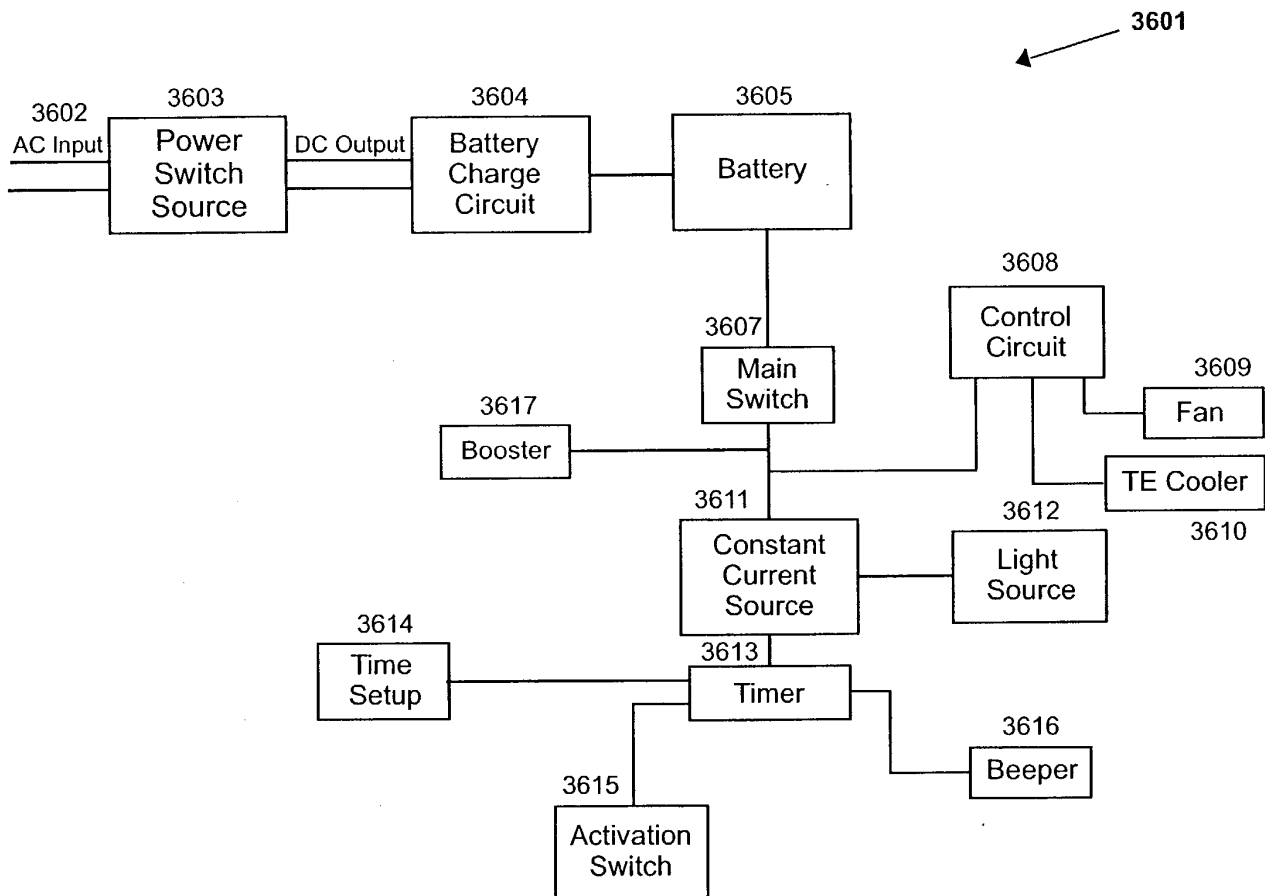 3601
3602
AC Input
3603
Power
Switch
Source
DC Output
3604
Battery
Charge
Circuit
3605
Battery
3607
Main
Switch
3608
Control
Circuit
3609
Fan
TE Cooler
3610
3617
Booster
3611
Constant
Current
Source
3612
Light
Source
3614
Time
Setup
3613
Timer
3616
Beeper
3615
Activation
Switch